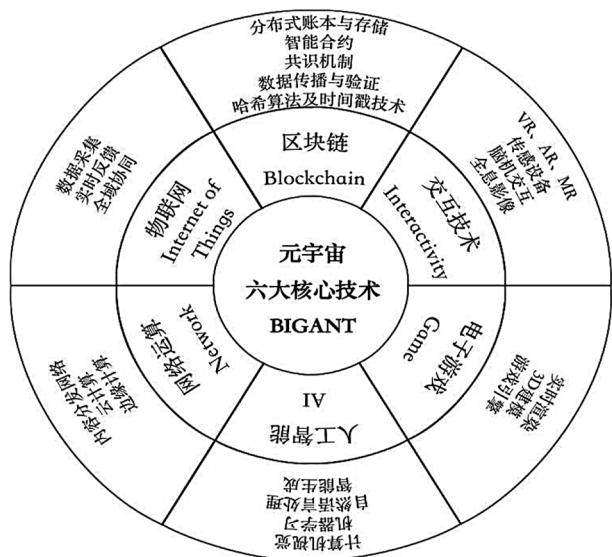 元宇宙
六大核心技术
BIGANT
区块链
Blockchain
分布式账本与存储
智能合约
共识机制
数据传播与验证
哈希算法及时间戳技术
交互技术
Interactivity
VR、AR、MR
传感设备
脑机交互
全息影像
电子游戏
Game
实时渲染
3D建模
游戏引擎
人工智能
AI
计算机视觉
机器学习
自然语言处理
智能生成
网络运算
Network
内容分发网络
云计算
边缘计算
物联网
Internet of
Things
数据采集
实时反馈
全域协同